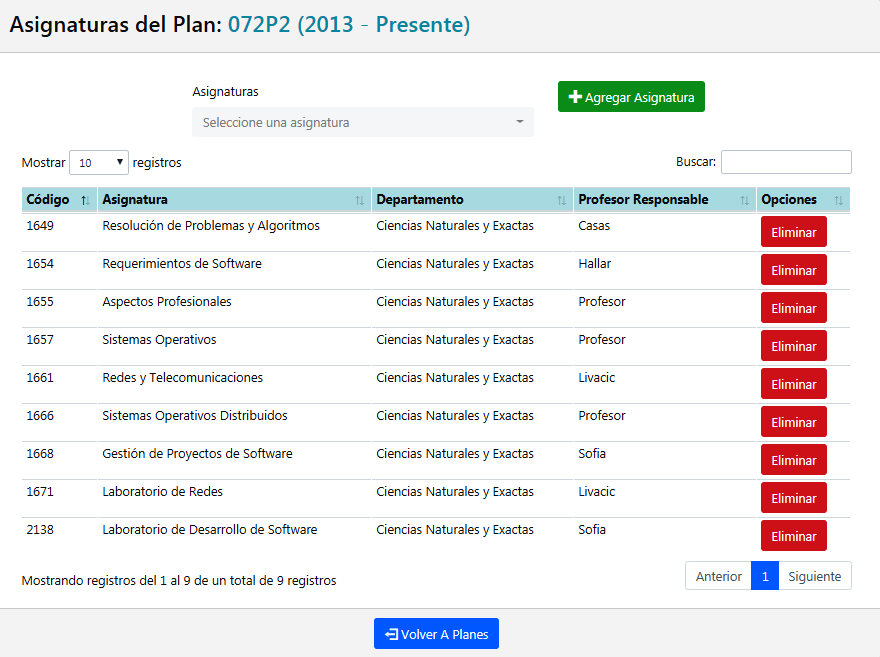 Asignaturas del Plan: 072P2 (2013 - Presente)
Asignaturas
Seleccione una asignatura
Agregar Asignatura
Mostrar 10 registros
Buscar:
Código Asignatura Departamento Profesor Responsable Opciones
1649 Resolución de Problemas y Algoritmos Ciencias Naturales y Exactas Casas Eliminar
1654 Requerimientos de Software Ciencias Naturales y Exactas Hallar Eliminar
1655 Aspectos Profesionales Ciencias Naturales y Exactas Profesor Eliminar
1657 Sistemas Operativos Ciencias Naturales y Exactas Profesor Eliminar
1661 Redes y Telecomunicaciones Ciencias Naturales y Exactas Livacic Eliminar
1666 Sistemas Operativos Distribuidos Ciencias Naturales y Exactas Profesor Eliminar
1668 Gestión de Proyectos de Software Ciencias Naturales y Exactas Sofia Eliminar
1671 Laboratorio de Redes Ciencias Naturales y Exactas Livacic Eliminar
2138 Laboratorio de Desarrollo de Software Ciencias Naturales y Exactas Sofia Eliminar
Mostrando registros del 1 al 9 de un total de 9 registros
Anterior 1 Siguiente
Volver A Planes